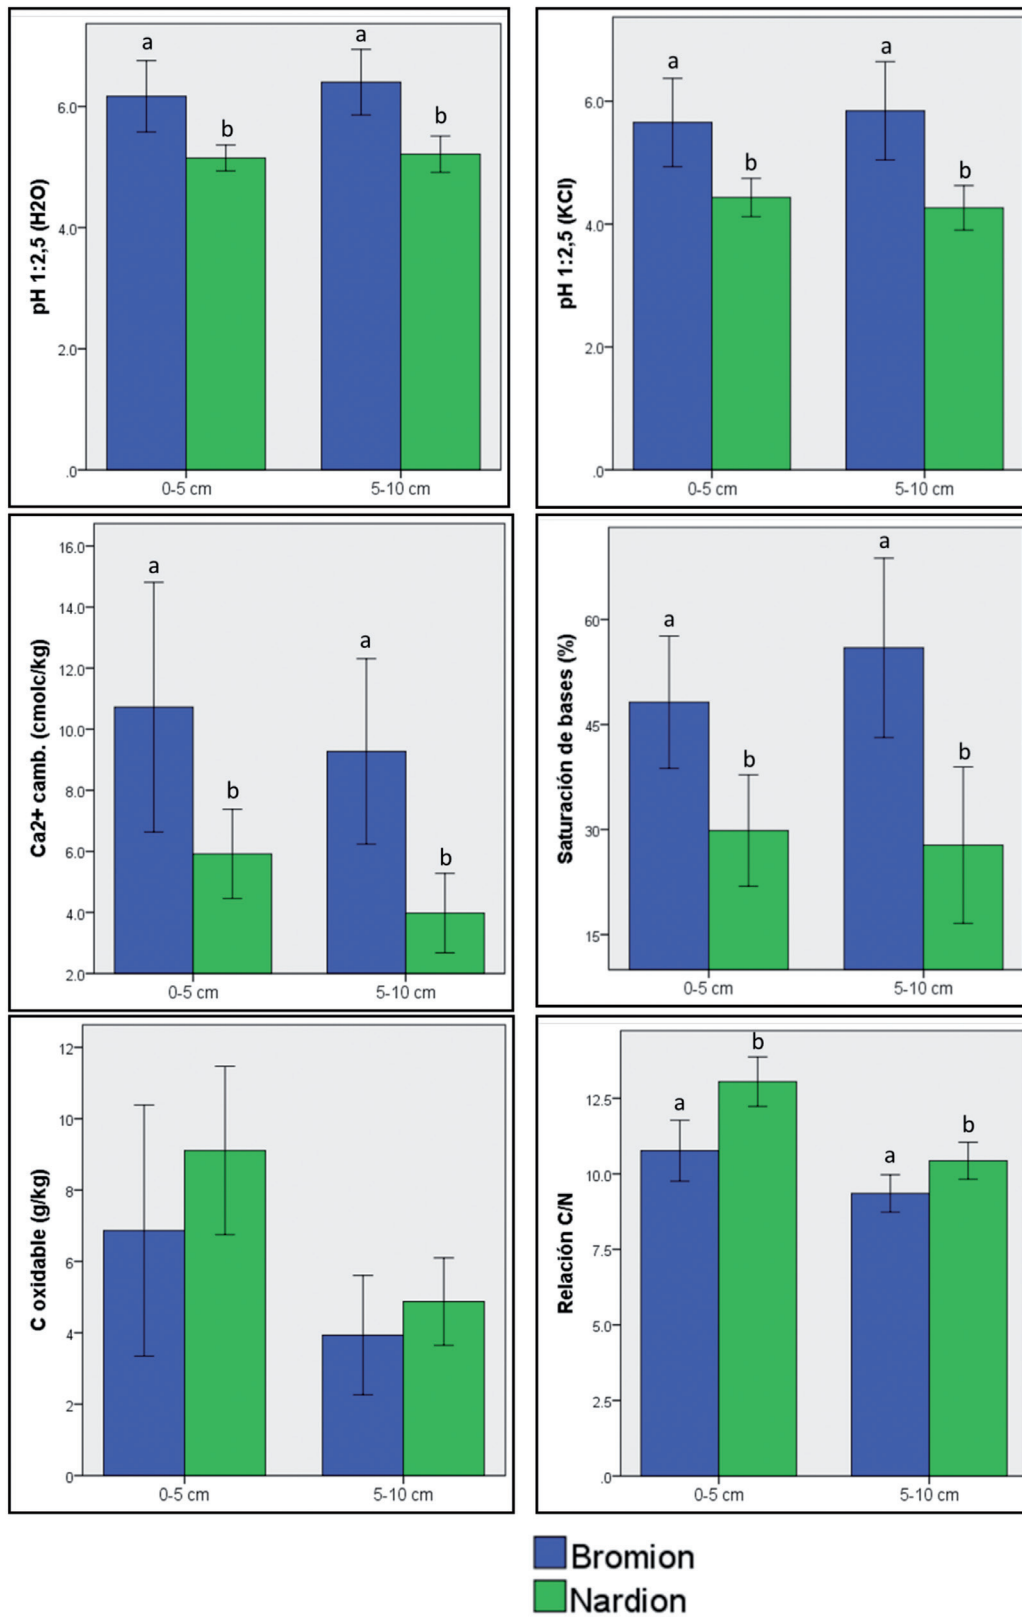 a
a
b
b
6.0
4.0
2.0
.0
pH 1:2,5 (H2O)
0-5 cm
5-10 cm
a
a
b
b
6.0
4.0
2.0
.0
pH 1:2,5 (KCl)
0-5 cm
5-10 cm
a
a
b
b
16.0
14.0
12.0
10.0
8.0
6.0
4.0
2.0
Ca2+ camb. (cmolc/kg)
0-5 cm
5-10 cm
a
a
b
b
60
45
30
15
Saturación de bases (%)
0-5 cm
5-10 cm
12
10
8
6
4
2
0
C oxidable (g/kg)
0-5 cm
5-10 cm
a
b
a
b
12.5
10.0
7.5
5.0
2.5
.0
Relación C/N
0-5 cm
5-10 cm
Bromion
Nardion